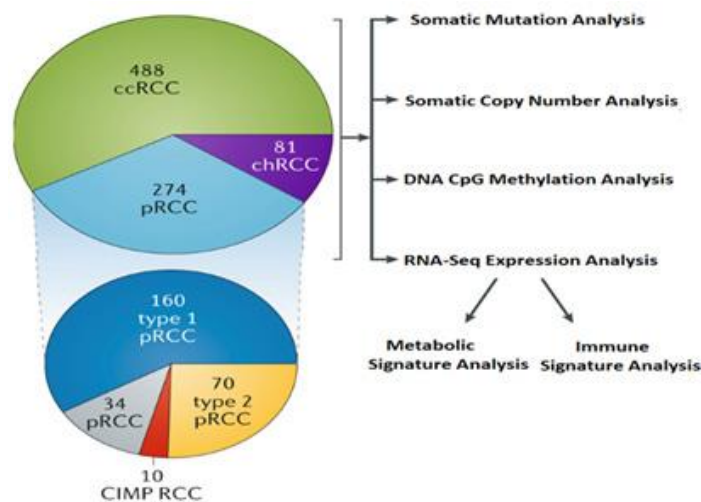 488
ccRCC
81
chRCC
274
pRCC
160
type 1
pRCC
34
pRCC
70
type 2
pRCC
10
CIMP RCC
Somatic Mutation Analysis
Somatic Copy Number Analysis
DNA CpG Methylation Analysis
RNA-Seq Expression Analysis
Metabolic
Signature Analysis
Immune
Signature Analysis